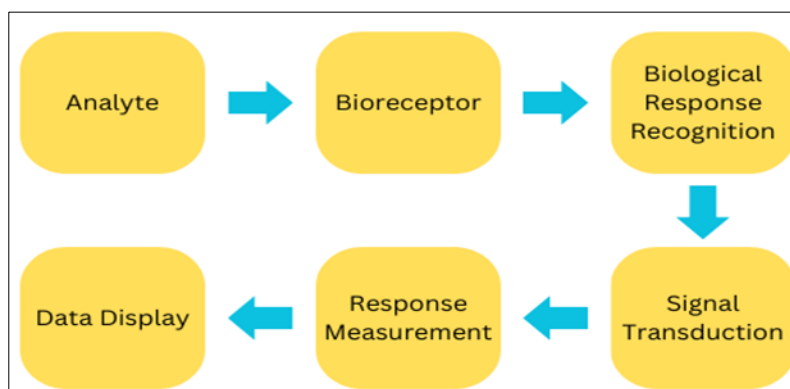 Analyte
Bioreceptor
Biological
Response
Recognition
Signal
Transduction
Response
Measurement
Data Display